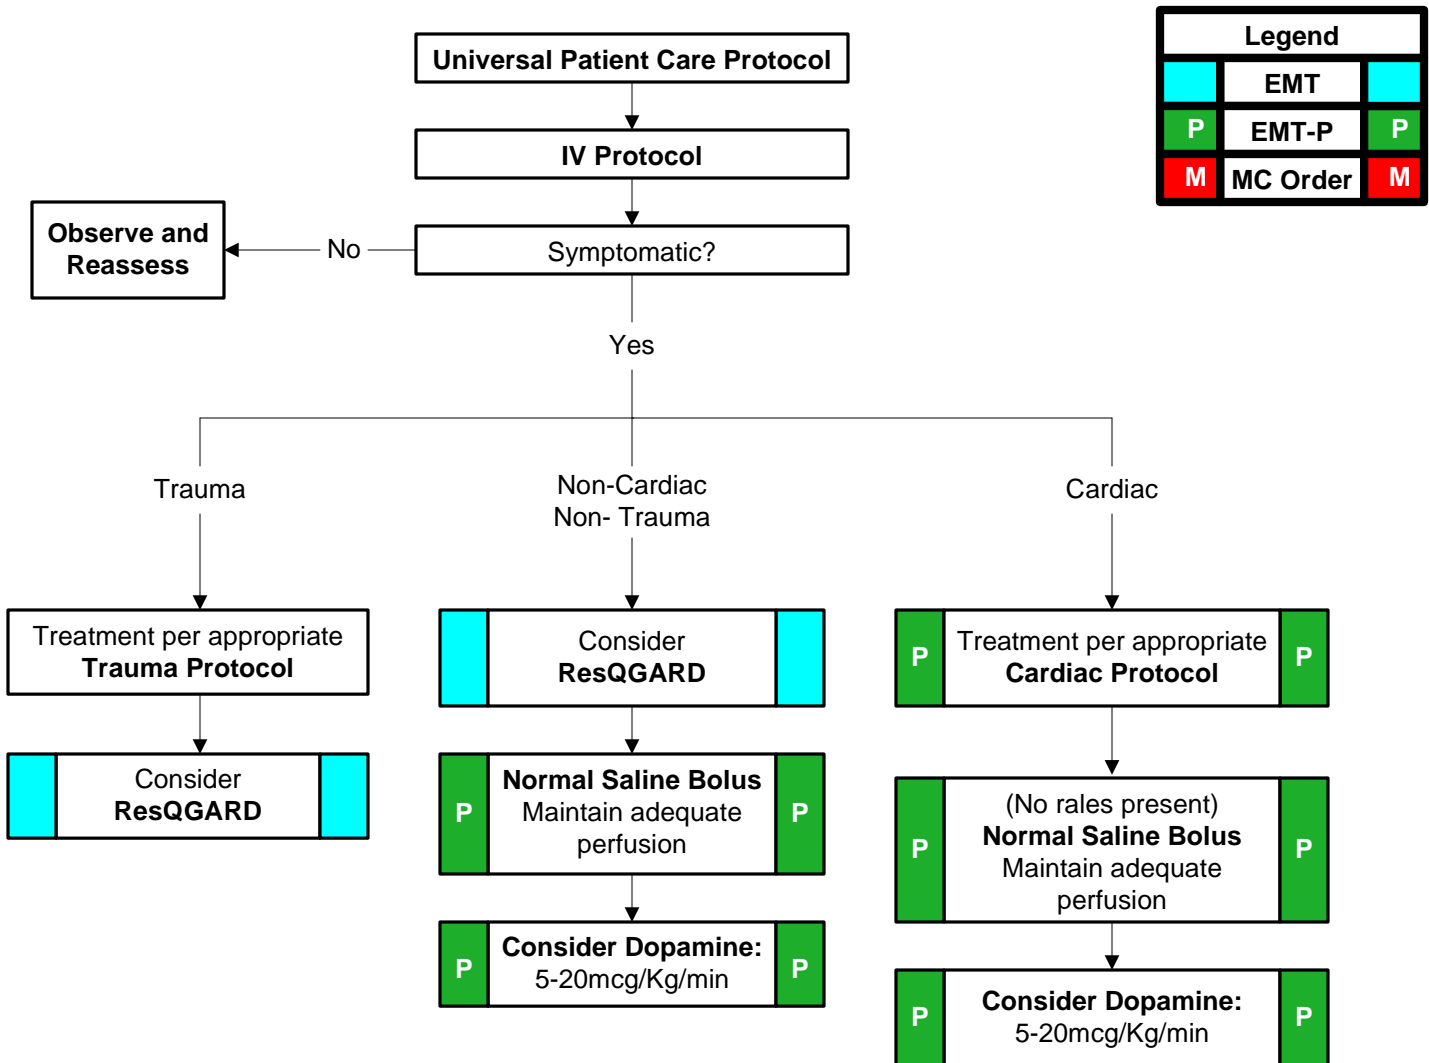 Universal Patient Care Protocol
Legend
EMT
P EMT-P P
M MC Order M
IV Protocol
Observe and
Reassess
No
Symptomatic?
Yes
Trauma
Non-Cardiac
Non- Trauma
Cardiac
Treatment per appropriate
Trauma Protocol
Consider
ResQGARD
Consider
ResQGARD
P Normal Saline Bolus P
Maintain adequate
perfusion
P Consider Dopamine: P
5-20mcg/Kg/min
P Treatment per appropriate P
Cardiac Protocol
(No rales present)
P Normal Saline Bolus P
Maintain adequate
perfusion
P Consider Dopamine: P
5-20mcg/Kg/min